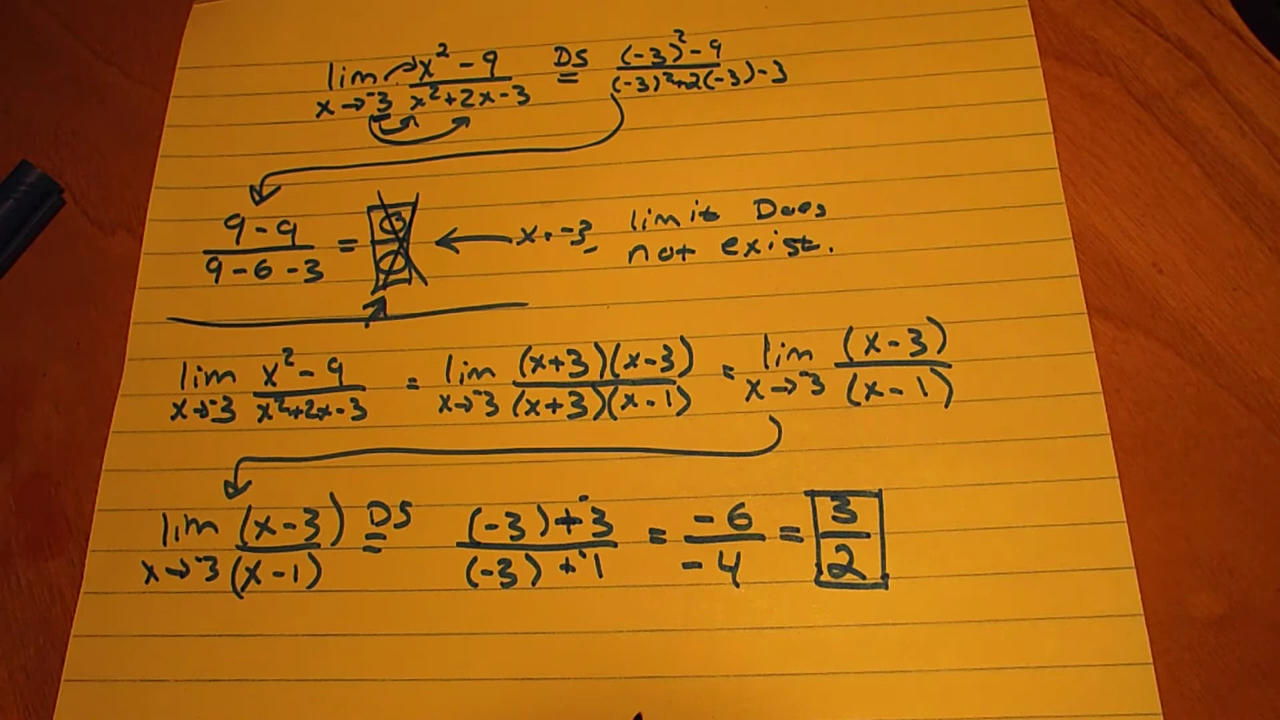 lim x→-3 x²-9 / x²+2x-3 DS = (-3)²-9 / (-3)²+2(-3)-3
9-9 / 9-6-3 = 0/0 ← x→-3 limit Does
not exist.
lim x→-3 x²-9 / x²+2x-3 = lim x→-3 (x+3)(x-3) / (x+3)(x-1) = lim x→-3 (x-3) / (x-1)
lim x→-3 (x-3) / (x-1) DS = (-3)+-3 / (-3)+-1 = -6 / -4 = 3 / 2